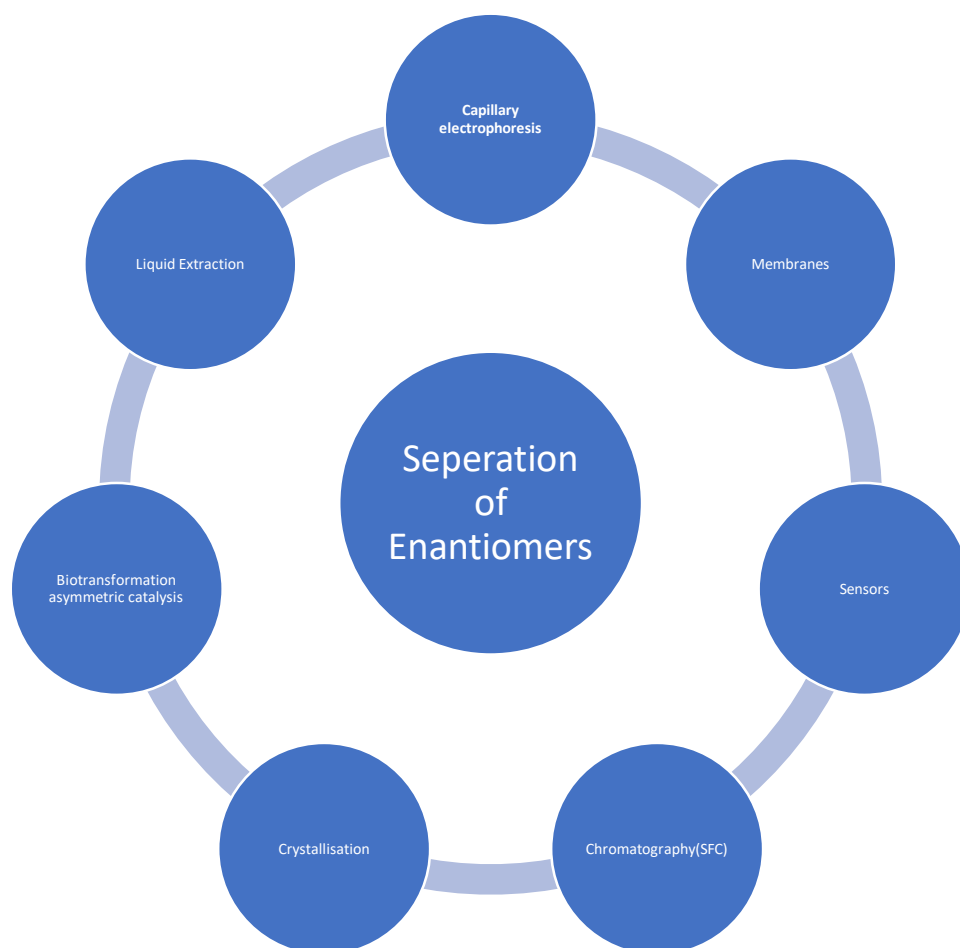 Capillary
electrophoresis
Membranes
Sensors
Chromatography(SFC)
Crystallisation
Biotransformation
asymmetric catalysis
Liquid Extraction
Seperation
of
Enantiomers